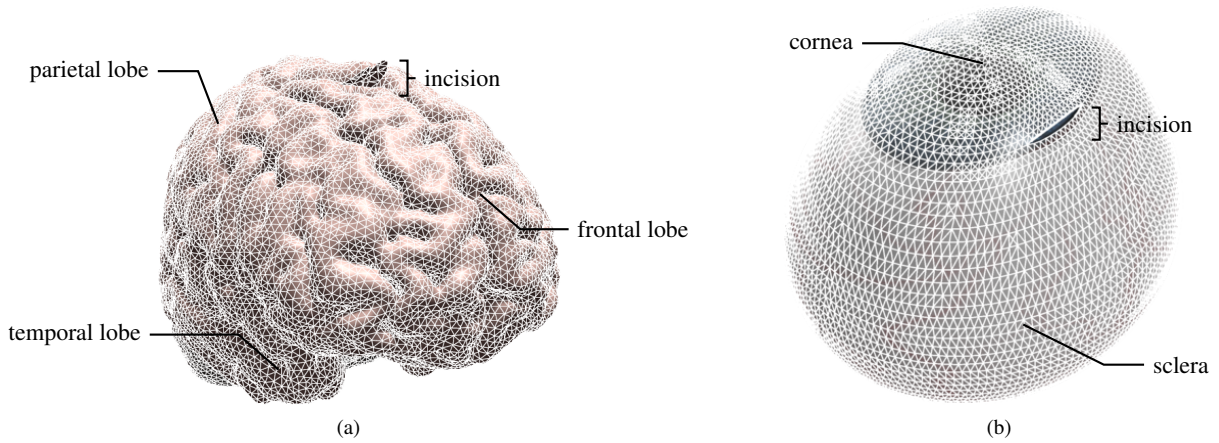 parietal lobe
incision
frontal lobe
temporal lobe
(a)
cornea
incision
sclera
(b)